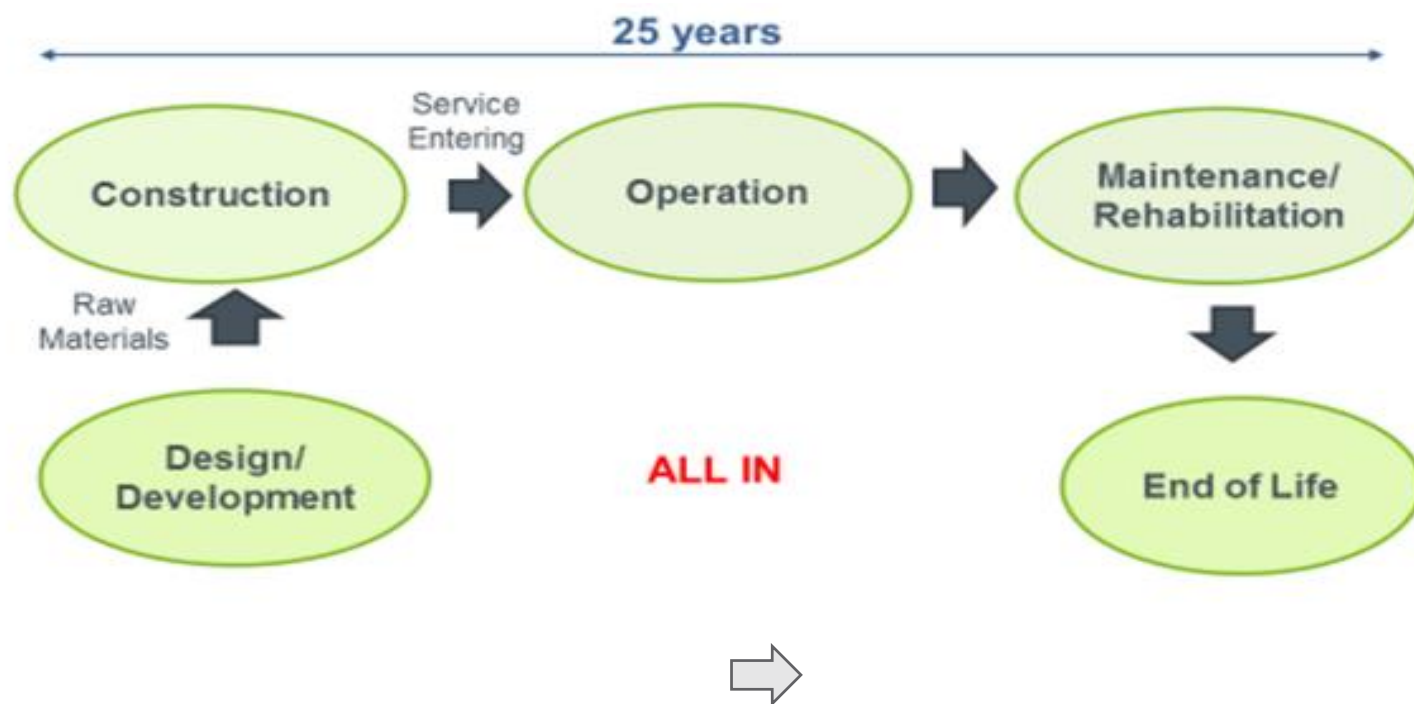 25 years
Service
Entering
Construction
Operation
Maintenance/
Rehabilitation
Raw
Materials
Design/
Development
ALL IN
End of Life